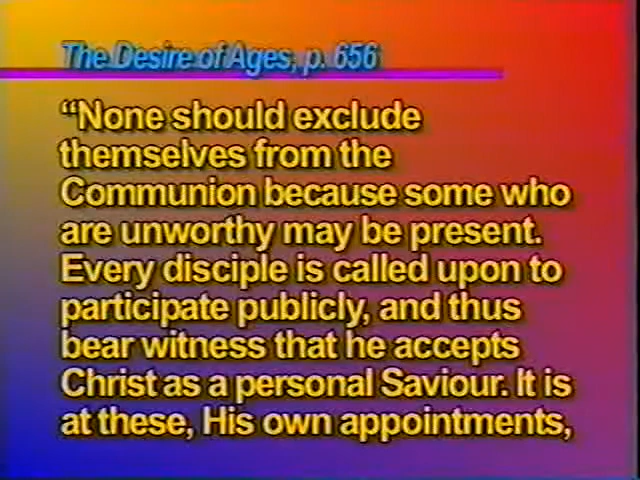 The Desire of Ages, p. 656
“None should exclude
themselves from the
Communion because some who
are unworthy may be present.
Every disciple is called upon to
participate publicly, and thus
bear witness that he accepts
Christ as a personal Saviour. It is
at these, His own appointments,